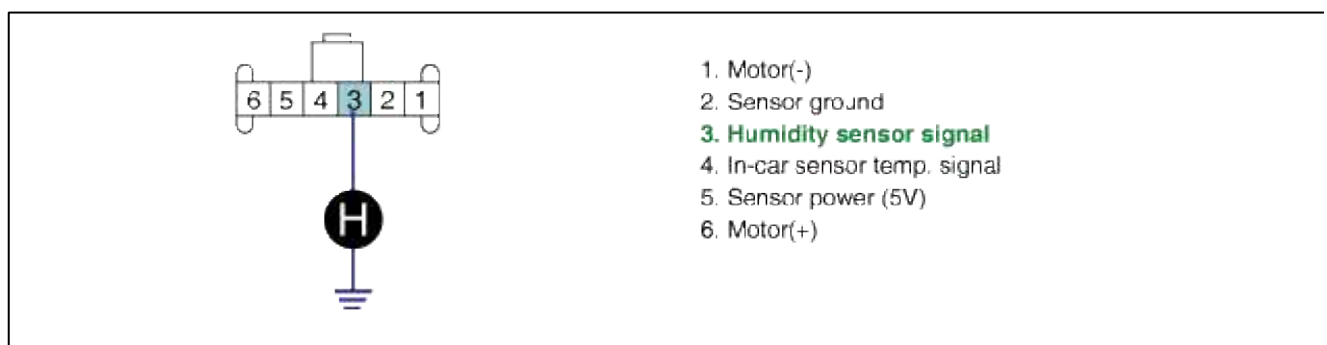 6 5 4 3 2 1
H
1. Motor(-)
2. Sensor ground
3. Humidity sensor signal
4. In-car sensor temp. signal
5. Sensor power (5V)
6. Motor(+)